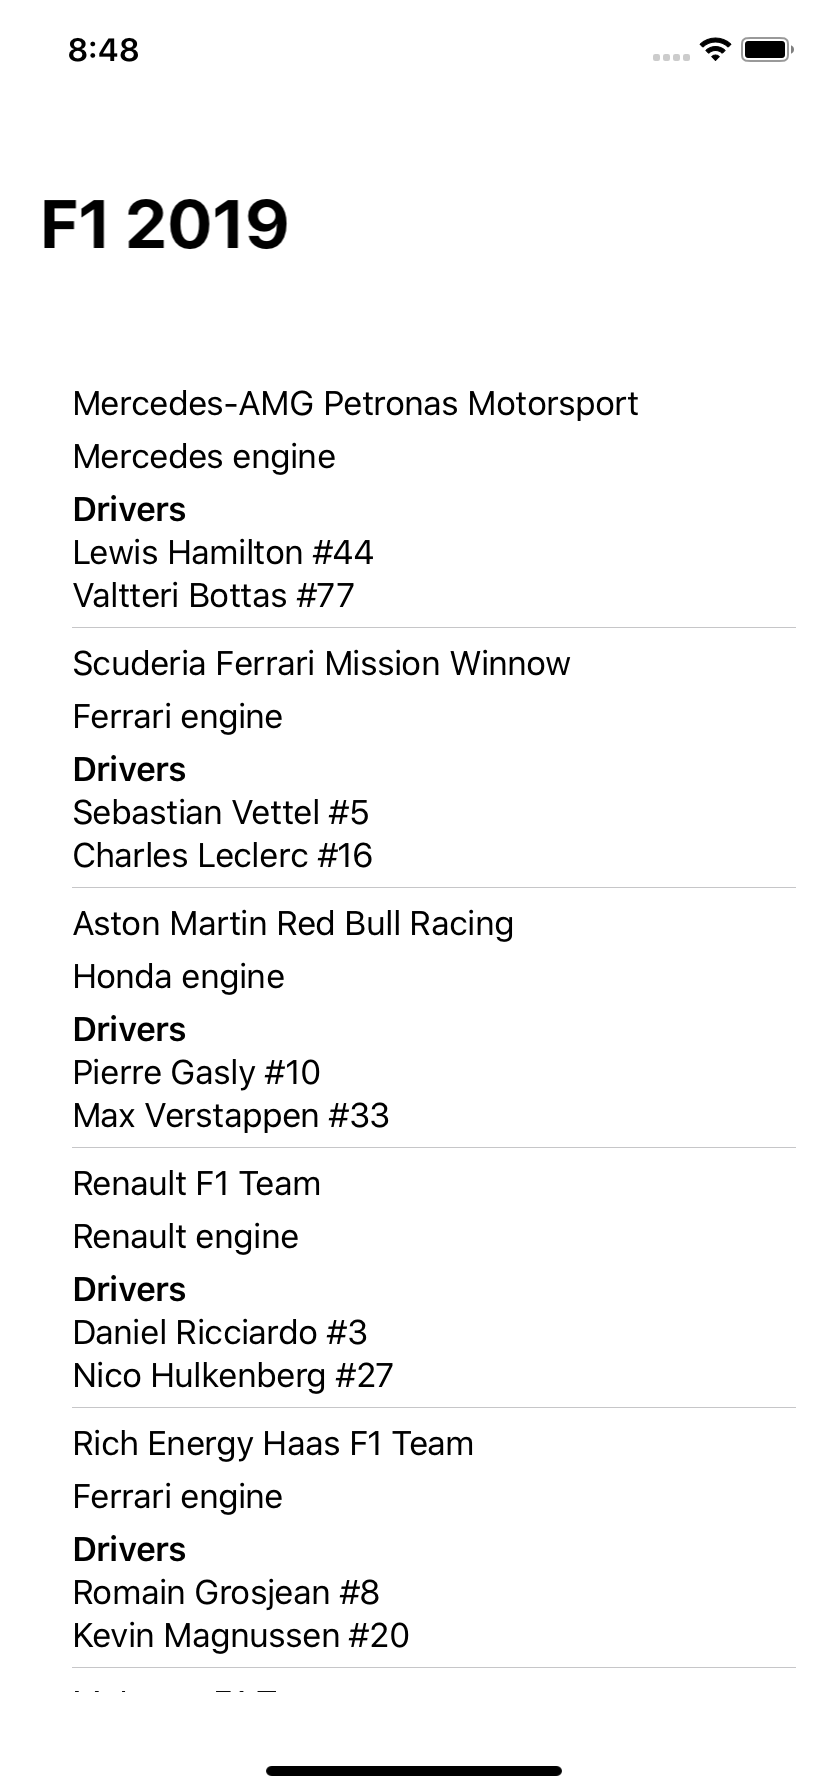 8:48
F1 2019
Mercedes-AMG Petronas Motorsport
Mercedes engine
Drivers
Lewis Hamilton #44
Valtteri Bottas #77
Scuderia Ferrari Mission Winnow
Ferrari engine
Drivers
Sebastian Vettel #5
Charles Leclerc #16
Aston Martin Red Bull Racing
Honda engine
Drivers
Pierre Gasly #10
Max Verstappen #33
Renault F1 Team
Renault engine
Drivers
Daniel Ricciardo #3
Nico Hulkenberg #27
Rich Energy Haas F1 Team
Ferrari engine
Drivers
Romain Grosjean #8
Kevin Magnussen #20